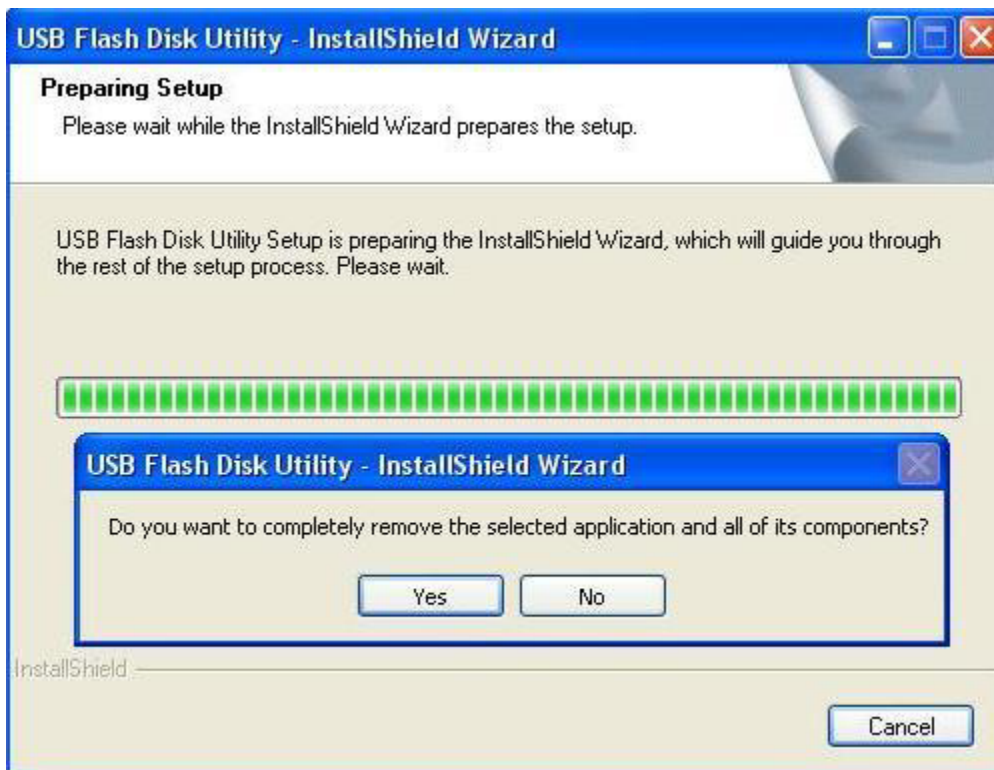 USB Flash Disk Utility - InstallShield Wizard
Preparing Setup
Please wait while the InstallShield Wizard prepares the setup.
USB Flash Disk Utility Setup is preparing the InstallShield Wizard, which will guide you through
the rest of the setup process. Please wait.
USB Flash Disk Utility - InstallShield Wizard
Do you want to completely remove the selected application and all of its components?
Yes No
InstallShield
Cancel